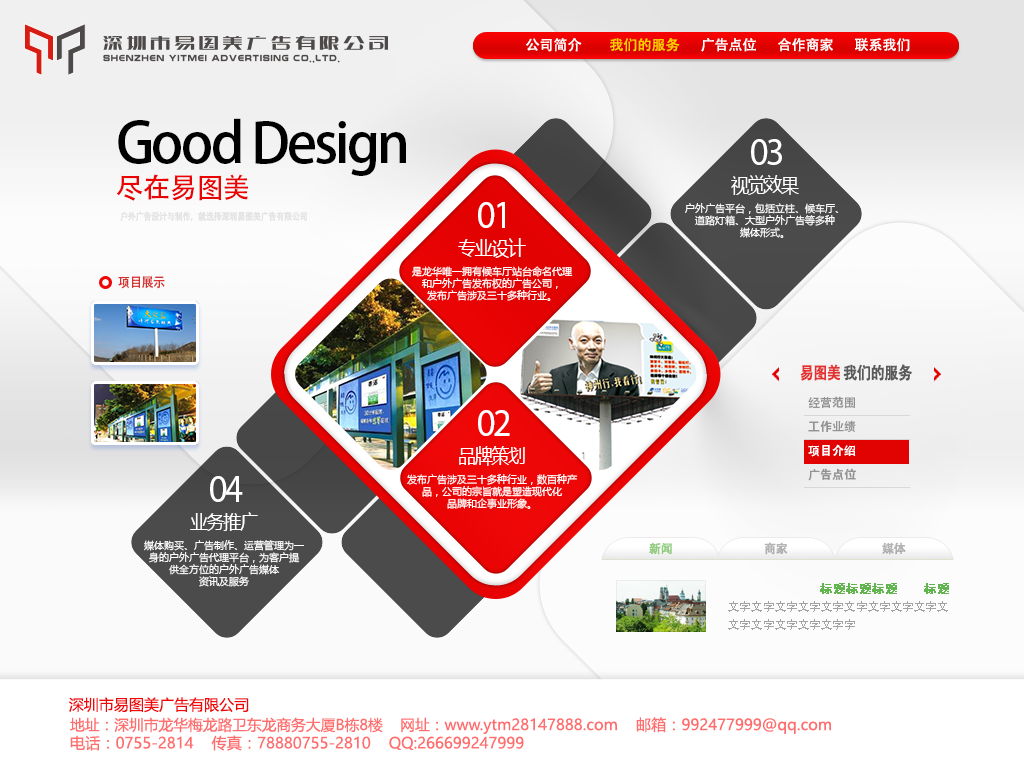 深圳市易图美广告有限公司
SHENZHEN YITMEI ADVERTISING CO.,LTD.
公司简介 我们的服务 广告点位 合作商家 联系我们
Good Design
尽在易图美
户外广告设计与制作，就选择深圳易图美广告有限公司
01
专业设计
是龙华唯一拥有候车厅站台命名代理
和户外广告发布权的广告公司，
发布广告涉及三十多种行业。
03
视觉效果
户外广告平台，包括立柱、候车厅、
道路灯箱、大型户外广告等多种
媒体形式。
项目展示
神州行，我看行
易图美 我们的服务
经营范围
工作业绩
项目介绍
广告点位
02
品牌策划
发布广告涉及三十多种行业，数百种产
品，公司的宗旨就是塑造现代化
品牌和企事业形象。
04
业务推广
媒体购买、广告制作、运营管理为一
身的户外广告代理平台，为客户提
供全方位的户外广告媒体
资讯及服务
新闻 商家 媒体
标题标题标题 标题
文字文字文字文字文字文字文字文字文字文
文字文字文字文字文字字
深圳市易图美广告有限公司
地址：深圳市龙华梅龙路卫东龙商务大厦B栋8楼 网址：www.ytm28147888.com 邮箱：992477999@qq.com
电话：0755-2814 传真：78880755-2810 QQ:266699247999